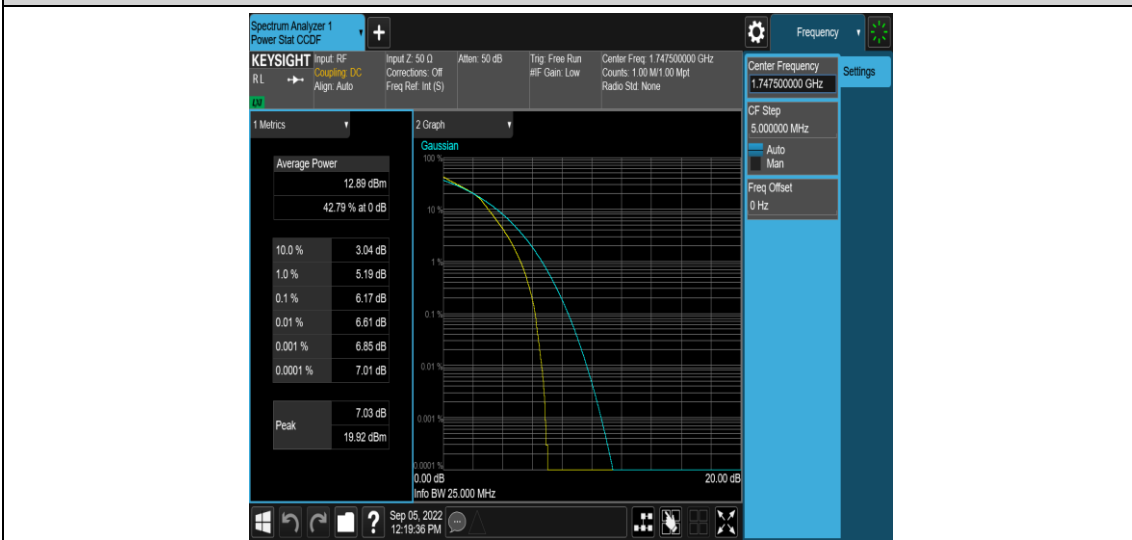 Spectrum Analyzer 1
Power Stat CCDF
+
Frequency
KEYSIGHT
RL
LNI
Input: RF
Coupling: DC
Align: Auto
Input Z: 50 Ω
Corrections: Off
Freq Ref: Int (S)
Atten: 50 dB
Trig: Free Run
#IF Gain: Low
Center Freq: 1.747500000 GHz
Counts: 1.00 M/1.00 Mpt
Radio Std: None
Center Frequency
1.747500000 GHz
Settings
CF Step
5.000000 MHz
Auto
Man
Freq Offset
0 Hz
1 Metrics
Average Power
12.89 dBm
42.79 % at 0 dB
10.0 % 3.04 dB
1.0 % 5.19 dB
0.1 % 6.17 dB
0.01 % 6.61 dB
0.001 % 6.85 dB
0.0001 % 7.01 dB
Peak
7.03 dB
19.92 dBm
2 Graph
Gaussian
100 %
10 %
1 %
0.1 %
0.01 %
0.001 %
0.0001 %
0.00 dB
20.00 dB
Info BW 25.000 MHz
?
Sep 05, 2022
12:19:36 PM